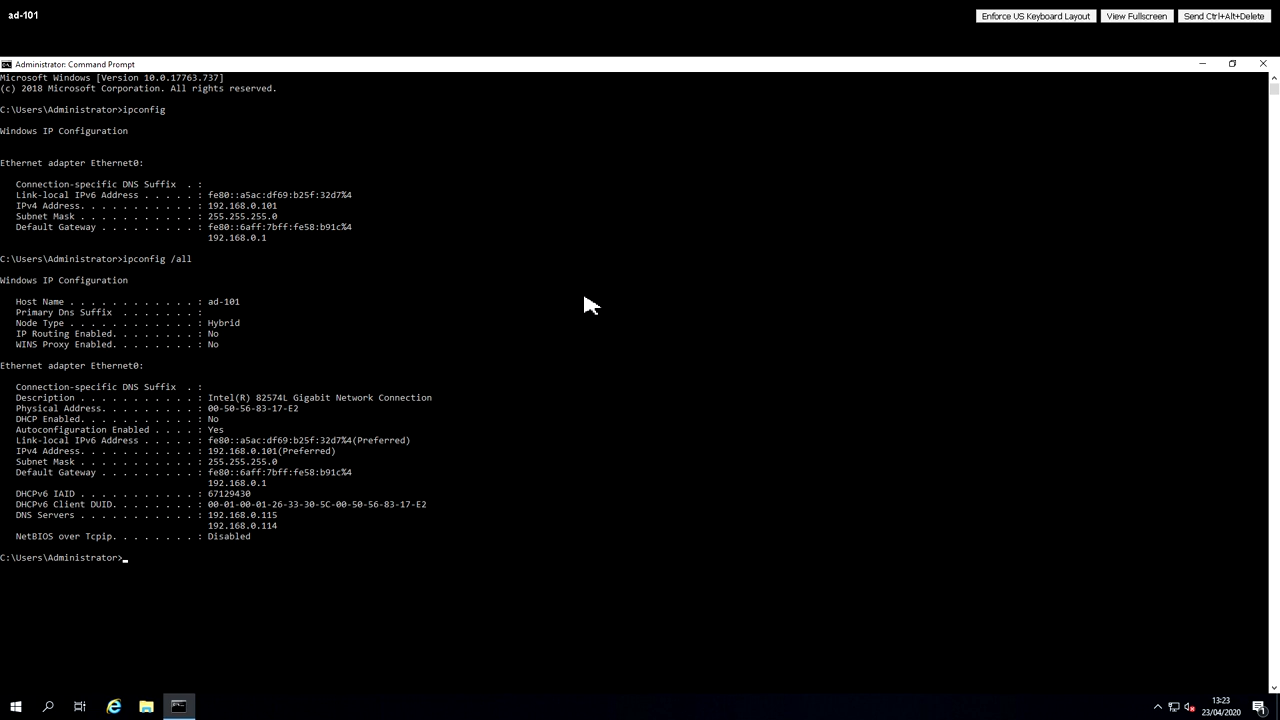 ad-101
Enforce US Keyboard Layout
View Fullscreen
Send Ctrl+Alt+Delete
Administrator: Command Prompt
Microsoft Windows [Version 10.0.17763.737]
(c) 2018 Microsoft Corporation. All rights reserved.
C:\Users\Administrator>ipconfig
Windows IP Configuration
Ethernet adapter Ethernet0:
Connection-specific DNS Suffix . :
Link-local IPv6 Address . . . . . : fe80::a5ac:df69:b25f:32d7%4
IPv4 Address. . . . . . . . . . . : 192.168.0.101
Subnet Mask . . . . . . . . . . . : 255.255.255.0
Default Gateway . . . . . . . . . : fe80::6aff:7bff:fe58:b91c%4
192.168.0.1
C:\Users\Administrator>ipconfig /all
Windows IP Configuration
Host Name . . . . . . . . . . . . : ad-101
Primary Dns Suffix . . . . . . . :
Node Type . . . . . . . . . . . . : Hybrid
IP Routing Enabled. . . . . . . . : No
WINS Proxy Enabled. . . . . . . . : No
Ethernet adapter Ethernet0:
Connection-specific DNS Suffix . :
Description . . . . . . . . . . . : Intel(R) 82574L Gigabit Network Connection
Physical Address. . . . . . . . . : 00-50-56-83-17-E2
DHCP Enabled. . . . . . . . . . . : No
Autoconfiguration Enabled . . . . : Yes
Link-local IPv6 Address . . . . . : fe80::a5ac:df69:b25f:32d7%4(Preferred)
IPv4 Address. . . . . . . . . . . : 192.168.0.101(Preferred)
Subnet Mask . . . . . . . . . . . : 255.255.255.0
Default Gateway . . . . . . . . . : fe80::6aff:7bff:fe58:b91c%4
192.168.0.1
DHCPv6 IAID . . . . . . . . . . . : 67129430
DHCPv6 Client DUID. . . . . . . . : 00-01-00-01-26-33-30-5C-00-50-56-83-17-E2
DNS Servers . . . . . . . . . . . : 192.168.0.115
192.168.0.114
NetBIOS over Tcpip. . . . . . . . : Disabled
C:\Users\Administrator>
13:23
23/04/2020
1